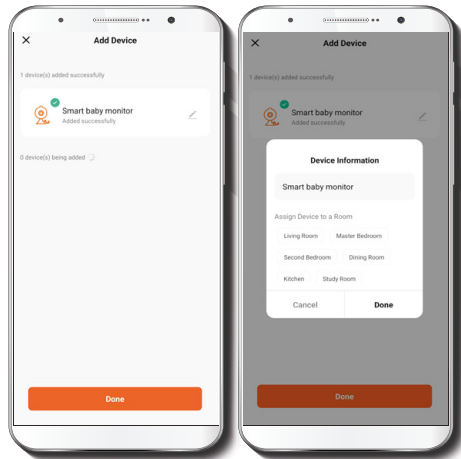 Add Device
1 device(s) added successfully
Smart baby monitor
Added successfully
0 device(s) being added
Done
Add Device
1 device(s) added successfully
Smart baby monitor
Added successfully
Device Information
Smart baby monitor
Assign Device to a Room
Living Room Master Bedroom
Second Bedroom Dining Room
Kitchen Study Room
Cancel Done
Done